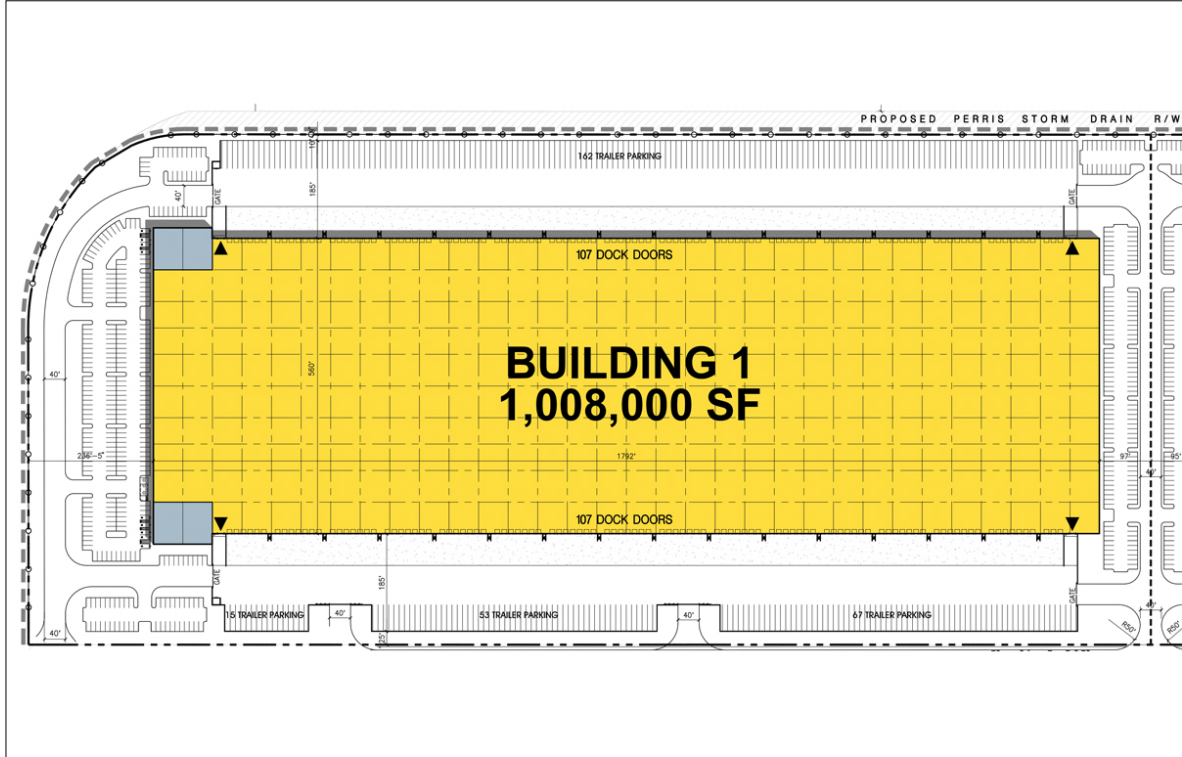 PROPOSED PERRIS STORM DRAIN R/W
10'
162 TRAILER PARKING
185'
40'
GATE
GATE
107 DOCK DOORS
560'
BUILDING 1
1,008,000 SF
40'
236'-5"
1792'
97'
95'
40'
107 DOCK DOORS
GATE
185'
GATE
15 TRAILER PARKING
40'
53 TRAILER PARKING
40'
67 TRAILER PARKING
40'
R50'
R50'
40'
25'